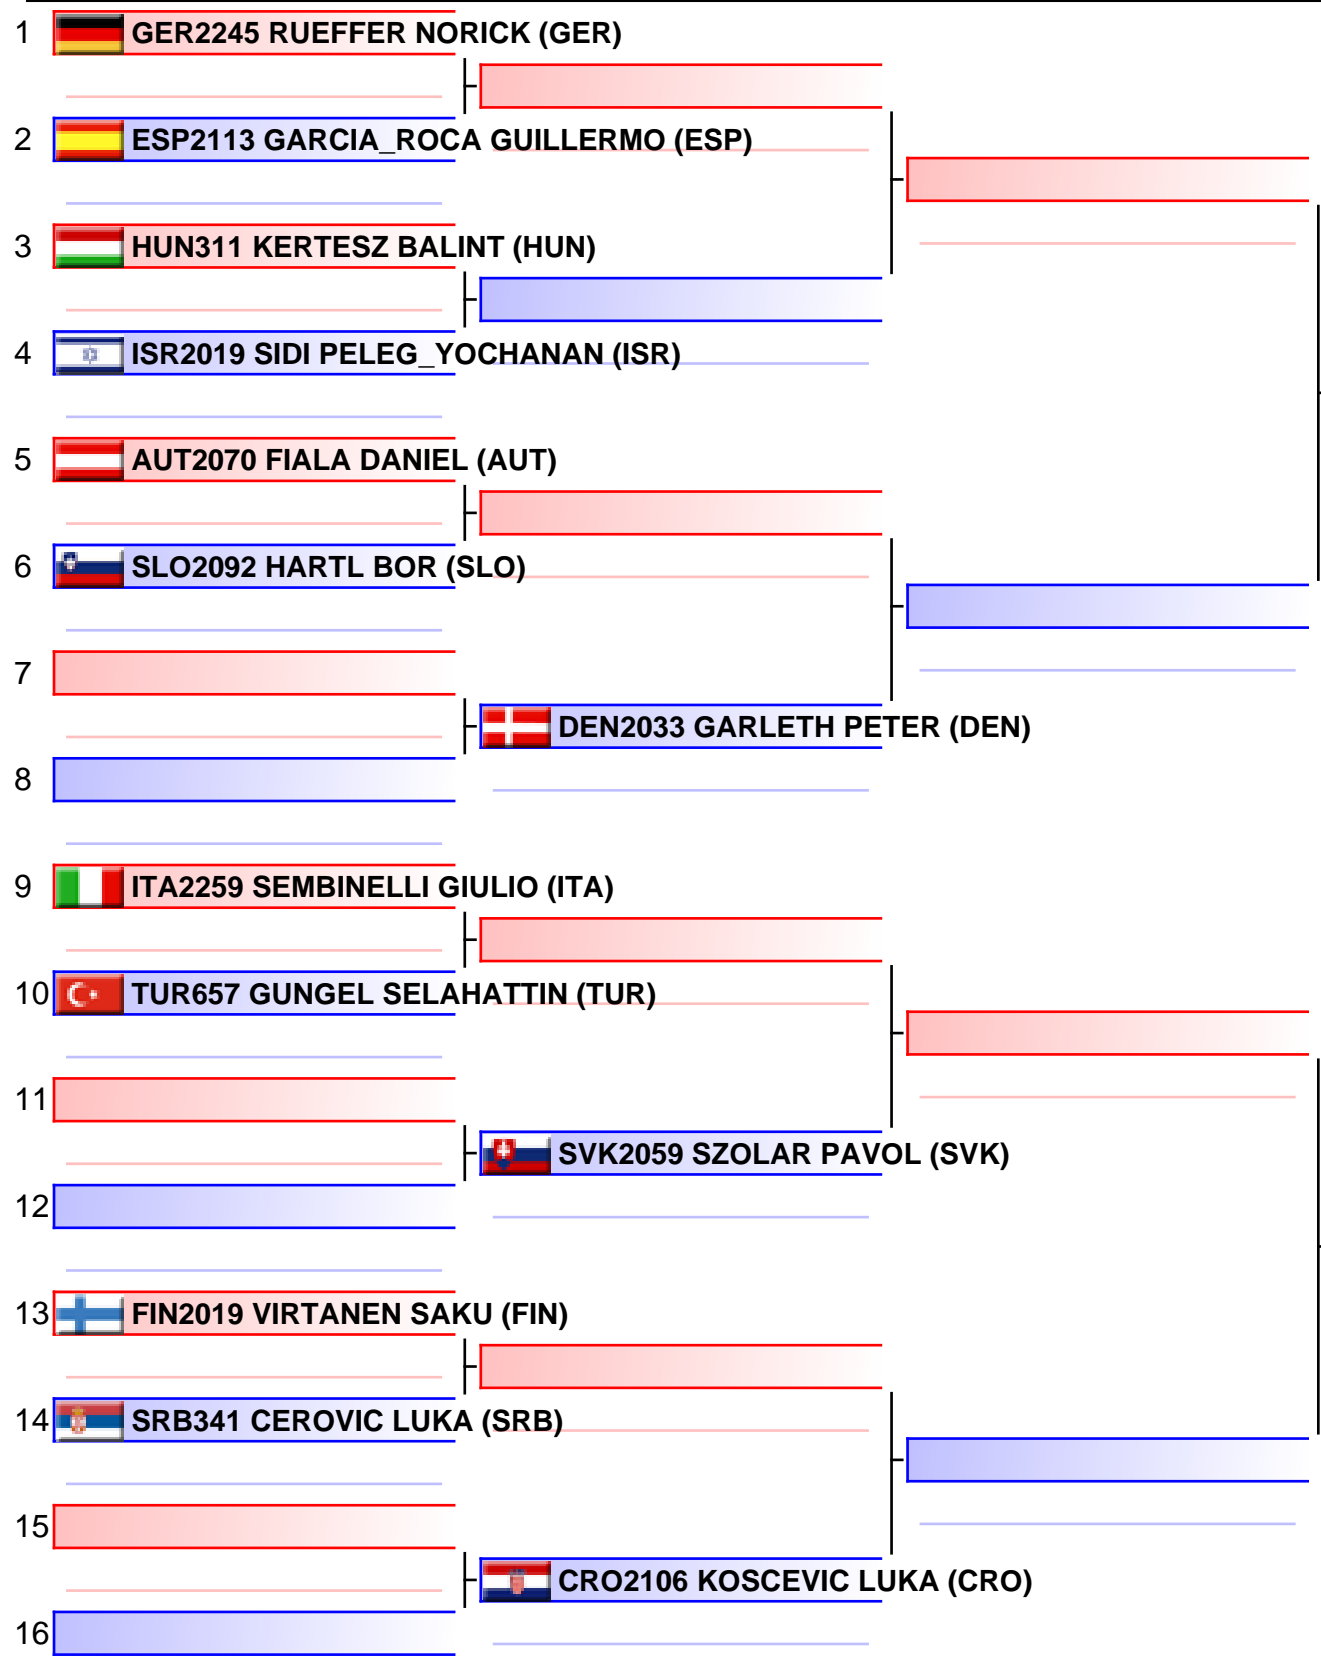 1 GER2245 RUEFFER NORICK (GER)
2 ESP2113 GARCIA_ROCA GUILLERMO (ESP)
3 HUN311 KERTESZ BALINT (HUN)
4 ISR2019 SIDI PELEG_YOCHANAN (ISR)
5 AUT2070 FIALA DANIEL (AUT)
6 SLO2092 HARTL BOR (SLO)
7
DEN2033 GARLETH PETER (DEN)
8
9 ITA2259 SEMBINELLI GIULIO (ITA)
10 TUR657 GUNGEL SELAHATTIN (TUR)
11
SVK2059 SZOLAR PAVOL (SVK)
12
13 FIN2019 VIRTANEN SAKU (FIN)
14 SRB341 CEROVIC LUKA (SRB)
15
CRO2106 KOSCEVIC LUKA (CRO)
16